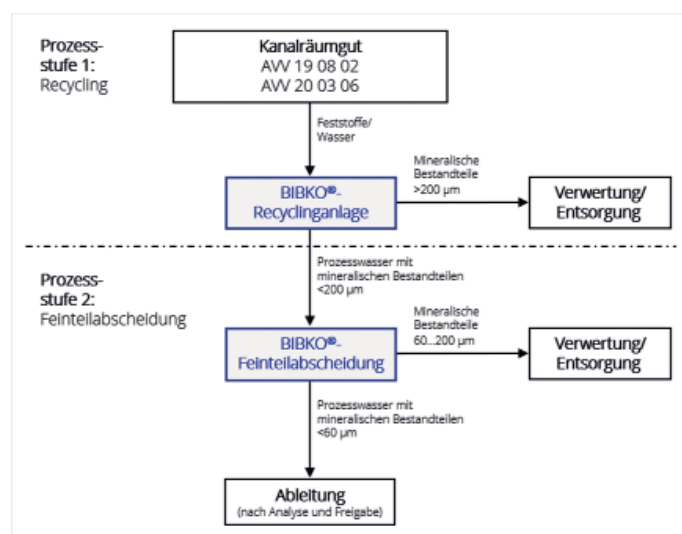 Prozess-
stufe 1:
Recycling
Kanalräumgut
AVV 19 08 02
AVV 20 03 06
Feststoffe/
Wasser
BIBKO®-
Recyclinganlage
Mineralische
Bestandteile
>200 µm
Verwertung/
Entsorgung
Prozess-
stufe 2:
Feinteilabscheidung
Prozesswasser mit
mineralischen Bestandteilen
<200 µm
BIBKO®-
Feinteilabscheidung
Mineralische
Bestandteile
60...200 µm
Verwertung/
Entsorgung
Prozesswasser mit
mineralischen Bestandteilen
<60 µm
Ableitung
(nach Analyse und Freigabe)